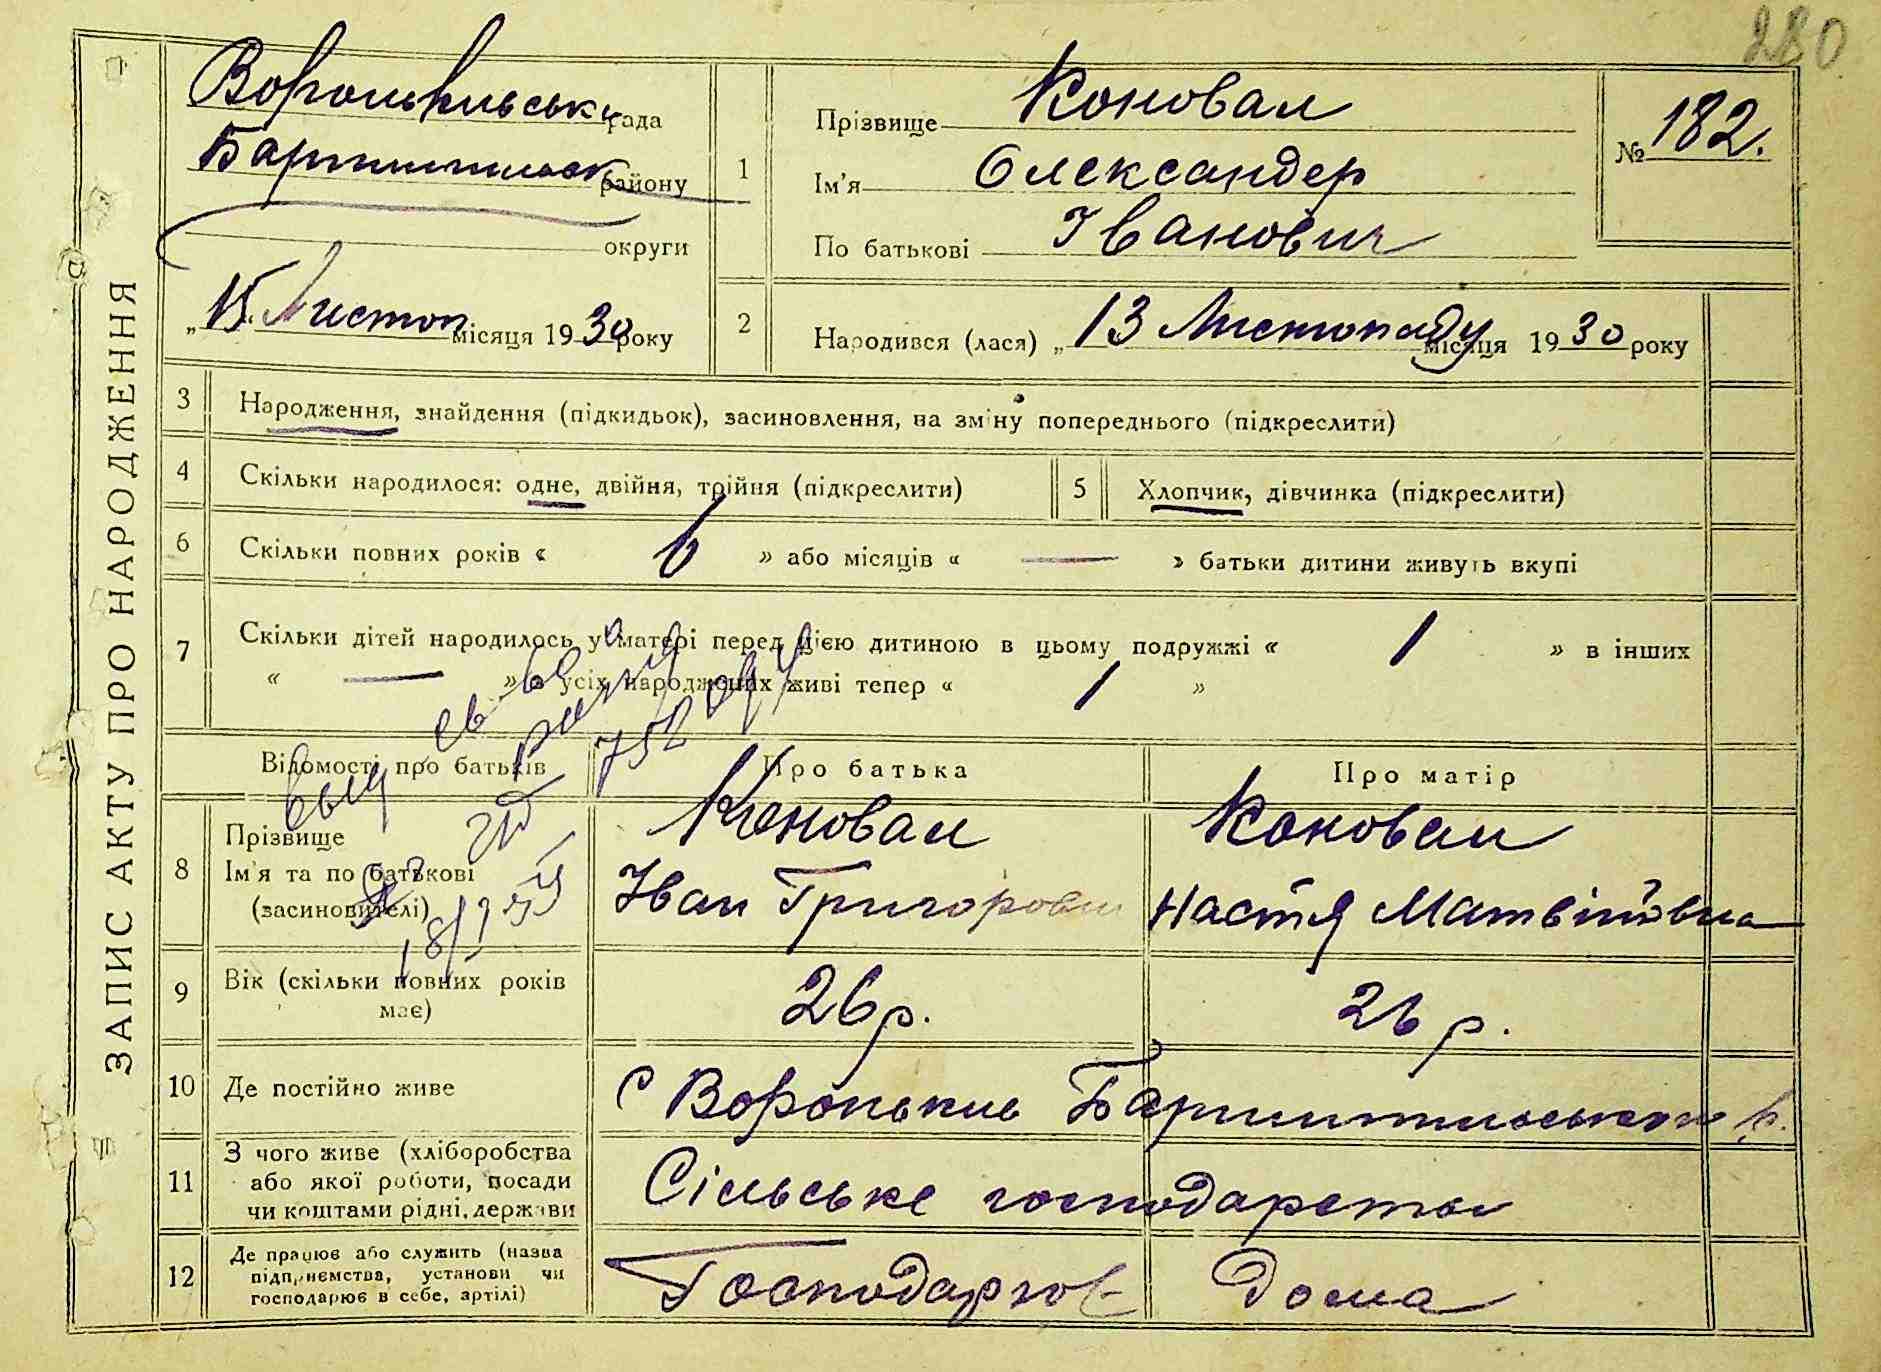 280
ЗАПИС АКТУ ПРО НАРОДЖЕННЯ
Вороньківська рада
району
округи
„15“ Листоп місяця 1930 року
1
Прізвище Коновал
Ім'я Олександер
По батькові Іванович
№ 182.
2
Народився (лася) „13 Листопаду місяця 1930 року
3 Народження, знайдення (підкидьок), засиновлення, на зміну попереднього (підкреслити)
4 Скільки народилося: одне, двійня, трійня (підкреслити)
5 Хлопчик, дівчинка (підкреслити)
6 Скільки повних років « 6 » або місяців « — » батьки дитини живуть вкупі
7 Скільки дітей народилось у матері перед цією дитиною в цьому подружжі « 1 » в інших
« — » з усіх народжених живі тепер « 1 »
Відомості про батьків
Про батька
Про матір
8 Прізвище
Ім'я та по батькові
(засиновителі)
Коновал
Іван Григорович
Коновал
Настя Матвіївна
9 Вік (скільки повних років
має)
26 р.
26 р.
10 Де постійно живе
с Вороньків р.
11 З чого живе (хліборобства
або якої роботи, посади
чи коштами рідні, держави
Сільське господарство
12 Де працює або служить (назва
підприємства, установи чи
господарює в себе, артілі)
Господарює
Дома